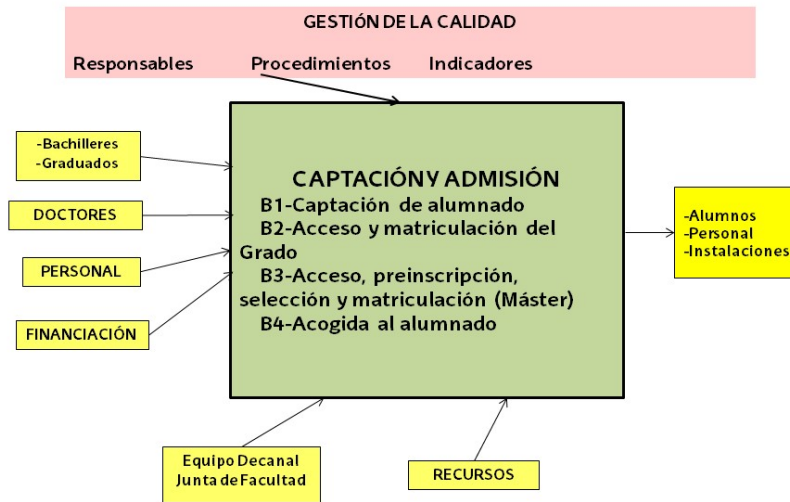 GESTIÓN DE LA CALIDAD
Responsables Procedimientos Indicadores
-Bachilleres
-Graduados
DOCTORES
PERSONAL
FINANCIACIÓN
CAPTACIÓN Y ADMISIÓN
B1-Captación de alumnado
B2-Acceso y matriculación del
Grado
B3-Acceso, preinscripción,
selección y matriculación (Máster)
B4-Acogida al alumnado
-Alumnos
-Personal
-Instalaciones
Equipo Decanal
Junta de Facultad
RECURSOS